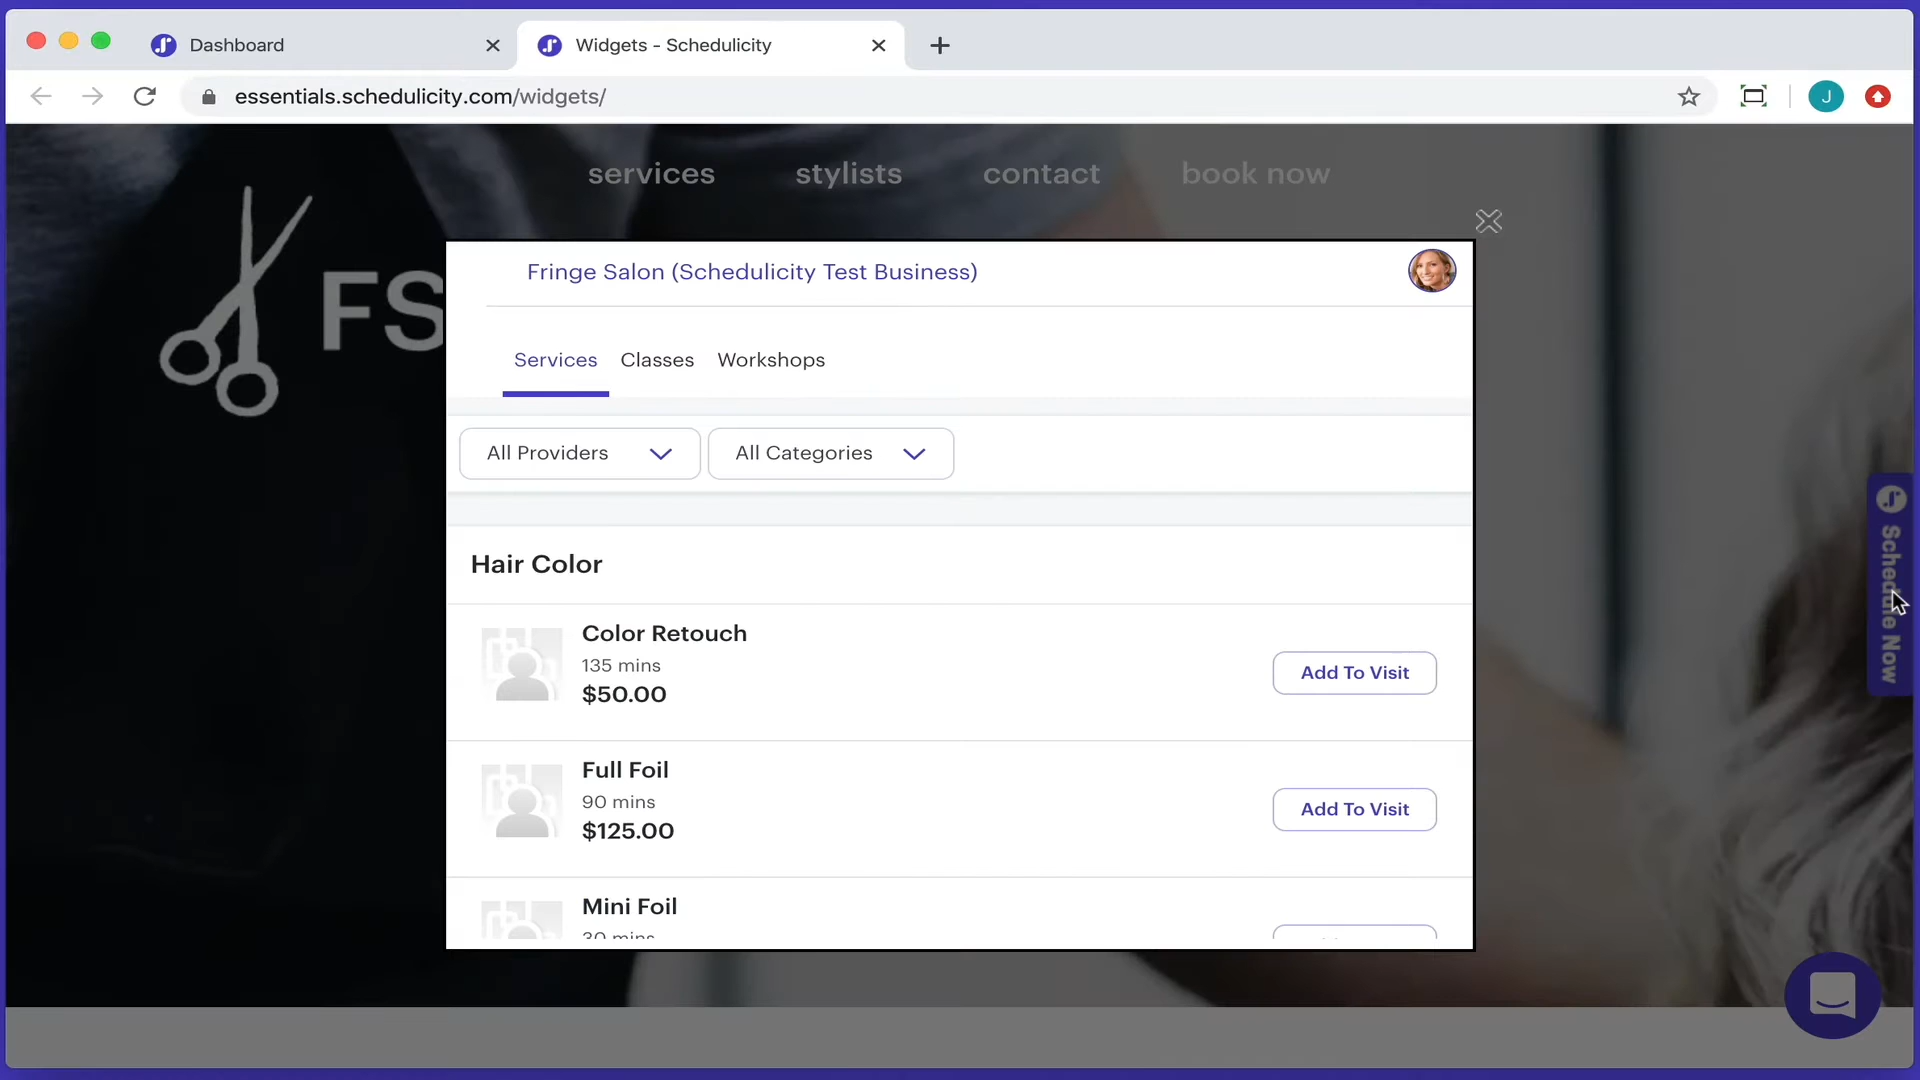 Dashboard
Widgets - Schedulicity
essentials.schedulicity.com/widgets/
J
services
stylists
contact
book now
FS
Fringe Salon (Schedulicity Test Business)
Services
Classes
Workshops
All Providers
All Categories
Hair Color
Color Retouch
135 mins
$50.00
Add To Visit
Full Foil
90 mins
$125.00
Add To Visit
Mini Foil
30 mins
Schedule Now